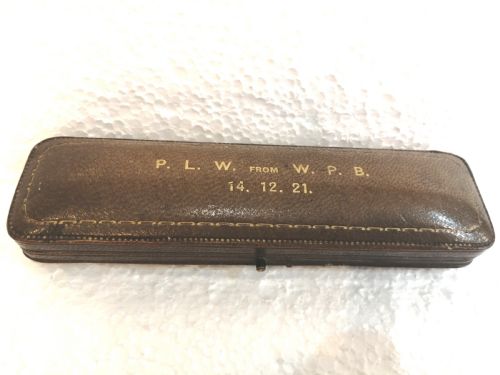 P. L. W. FROM W. P. B.
14. 12. 21.